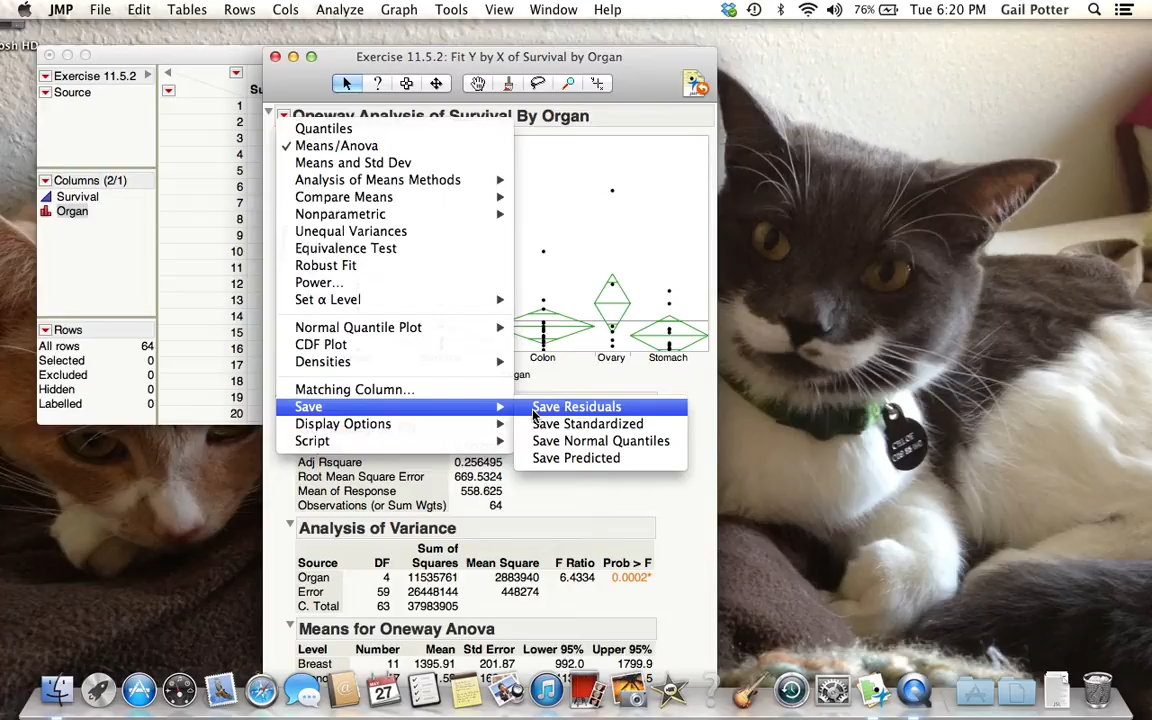 JMP File Edit Tables Rows Cols Analyze Graph Tools View Window Help 76% Tue 6:20 PM Gail Potter
osh HD
Exercise 11.5.2: Fit Y by X of Survival by Organ
Exercise 11.5.2
Source
Su
Columns (2/1)
Survival
Organ
Rows
All rows 64
Selected 0
Excluded 0
Hidden 0
Labelled 0
1
2
3
4
5
6
7
8
9
10
11
12
13
14
15
16
17
18
19
20
Oneway Analysis of Survival By Organ
Quantiles
✓ Means/Anova
Means and Std Dev
Analysis of Means Methods
Compare Means
Nonparametric
Unequal Variances
Equivalence Test
Robust Fit
Power...
Set α Level
Normal Quantile Plot
CDF Plot
Densities
Matching Column...
Save
Display Options
Script
Save Residuals
Save Standardized
Save Normal Quantiles
Save Predicted
Colon Ovary Stomach
gan
Adj Rsquare 0.256495
Root Mean Square Error 669.5324
Mean of Response 558.625
Observations (or Sum Wgts) 64
Analysis of Variance
Sum of
Source DF Squares Mean Square F Ratio Prob > F
Organ 4 11535761 2883940 6.4334 0.0002*
Error 59 26448144 448274
C. Total 63 37983905
Means for Oneway Anova
Level Number Mean Std Error Lower 95% Upper 95%
Breast 11 1395.91 201.87 992.0 1799.9
MAY
27